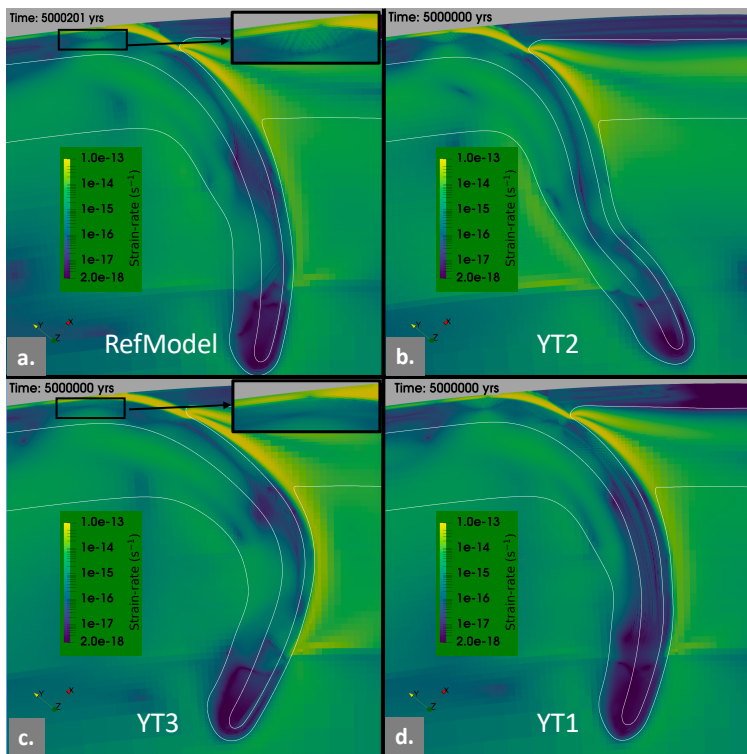 Time: 5000201 yrs
1.0e-13
1e-14
1e-15
1e-16
1e-17
2.0e-18
Strain-rate (s⁻¹)
Y
X
Z
a.
RefModel
Time: 5000000 yrs
1.0e-13
1e-14
1e-15
1e-16
1e-17
2.0e-18
Strain-rate (s⁻¹)
Y
X
Z
b.
YT2
Time: 5000000 yrs
1.0e-13
1e-14
1e-15
1e-16
1e-17
2.0e-18
Strain-rate (s⁻¹)
Y
X
Z
c.
YT3
Time: 5000000 yrs
1.0e-13
1e-14
1e-15
1e-16
1e-17
2.0e-18
Strain-rate (s⁻¹)
Y
X
Z
d.
YT1